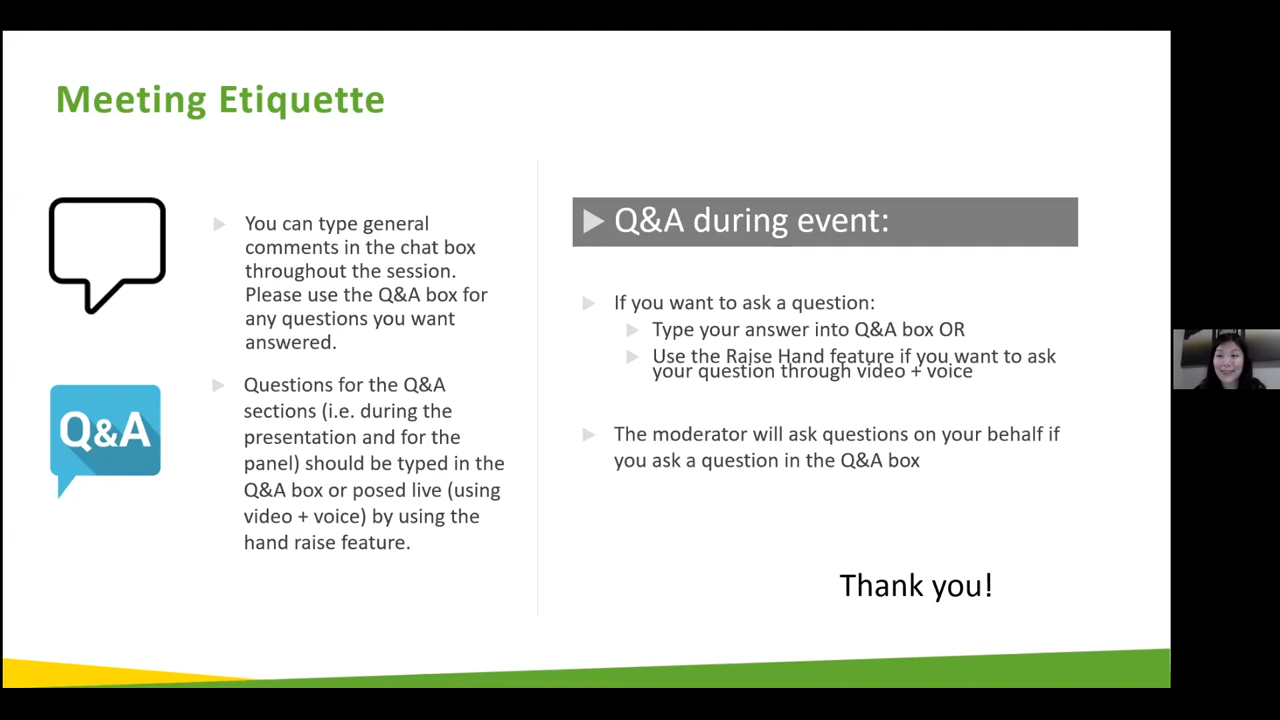 Meeting Etiquette
You can type general
comments in the chat box
throughout the session.
Please use the Q&A box for
any questions you want
answered.
Q&A
Questions for the Q&A
sections (i.e. during the
presentation and for the
panel) should be typed in the
Q&A box or posed live (using
video + voice) by using the
hand raise feature.
Q&A during event:
If you want to ask a question:
Type your answer into Q&A box OR
Use the Raise Hand feature if you want to ask
your question through video + voice
The moderator will ask questions on your behalf if
you ask a question in the Q&A box
Thank you!